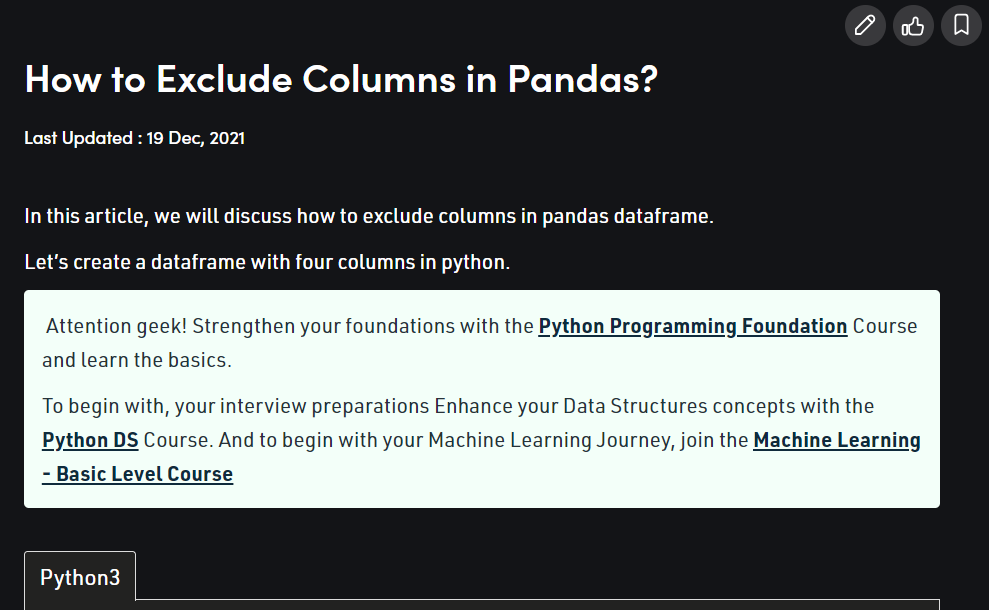 How to Exclude Columns in Pandas?
Last Updated : 19 Dec, 2021
In this article, we will discuss how to exclude columns in pandas dataframe.
Let’s create a dataframe with four columns in python.
Attention geek! Strengthen your foundations with the Python Programming Foundation Course
and learn the basics.
To begin with, your interview preparations Enhance your Data Structures concepts with the
Python DS Course. And to begin with your Machine Learning Journey, join the Machine Learning
- Basic Level Course
Python3